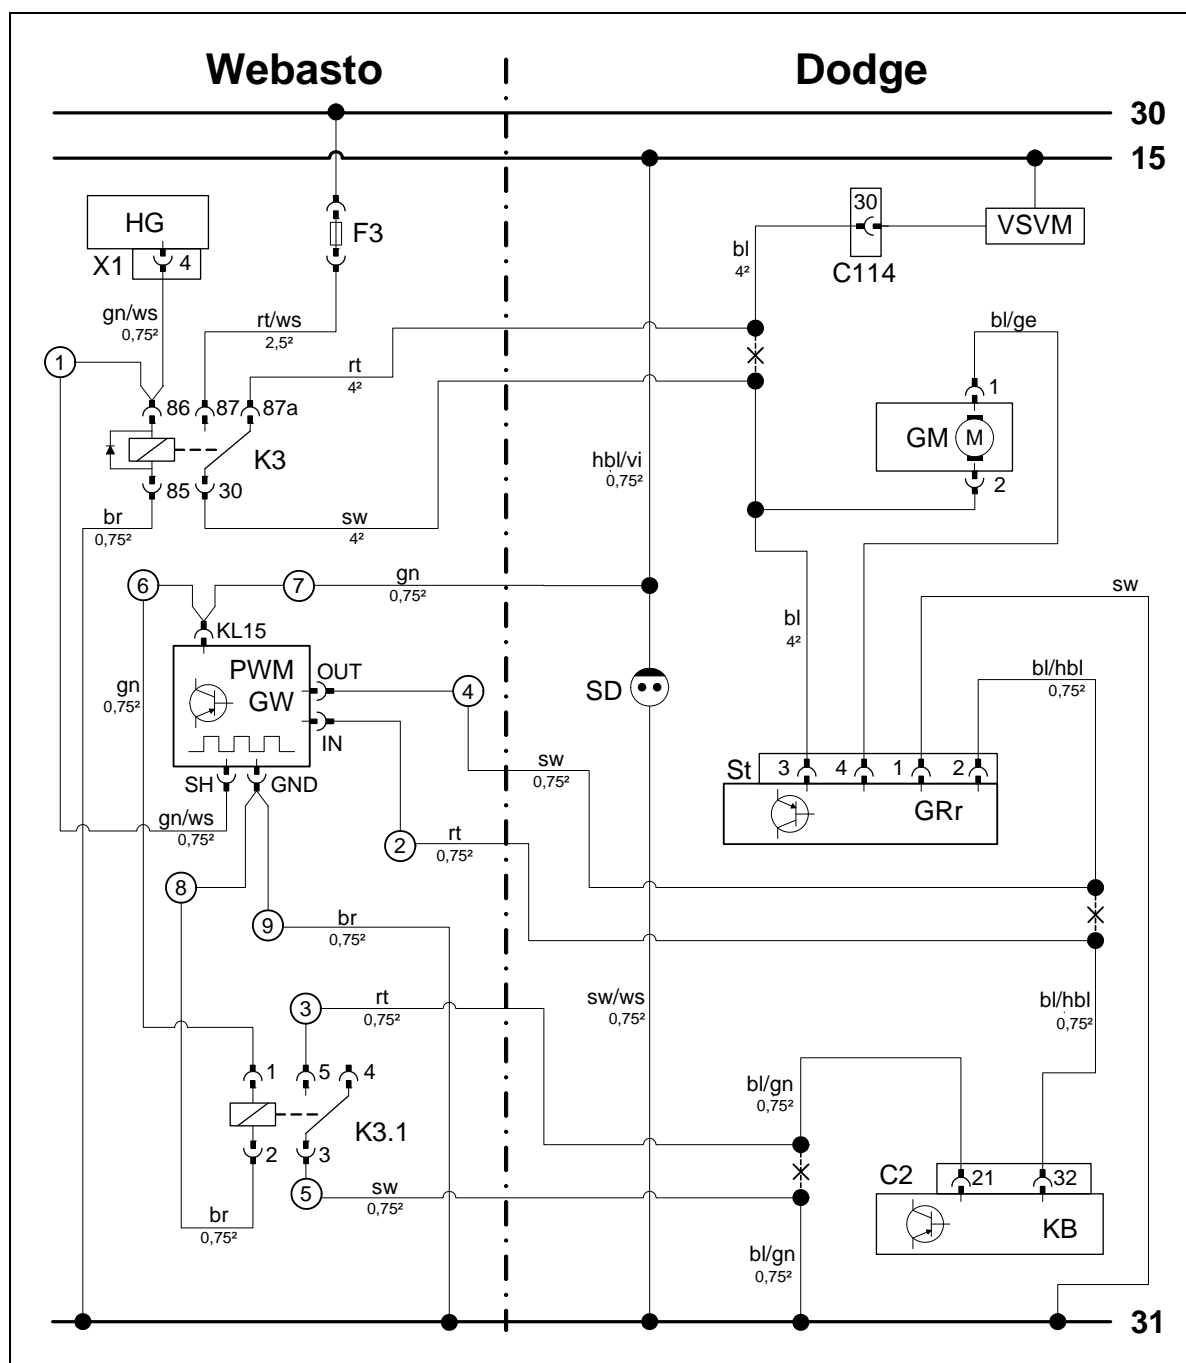 Webasto
Dodge
30
15
HG
X1
4
F3
30
C114
VSVM
bl
4²
gn/ws
0,75²
rt/ws
2,5²
bl/ge
1
rt
4²
86
87
87a
K3
85
30
1
GM
M
2
hbl/vi
0,75²
br
0,75²
sw
4²
6
7
gn
0,75²
sw
KL15
PWM
GW
OUT
IN
SH
GND
gn
0,75²
4
SD
bl
4²
bl/hbl
0,75²
sw
0,75²
St
3
4
1
2
GRr
gn/ws
0,75²
2
rt
0,75²
8
9
br
0,75²
3
rt
0,75²
sw/ws
0,75²
bl/hbl
0,75²
1
5
4
K3.1
2
3
bl/gn
0,75²
5
sw
0,75²
C2
21
32
KB
br
0,75²
bl/gn
0,75²
31